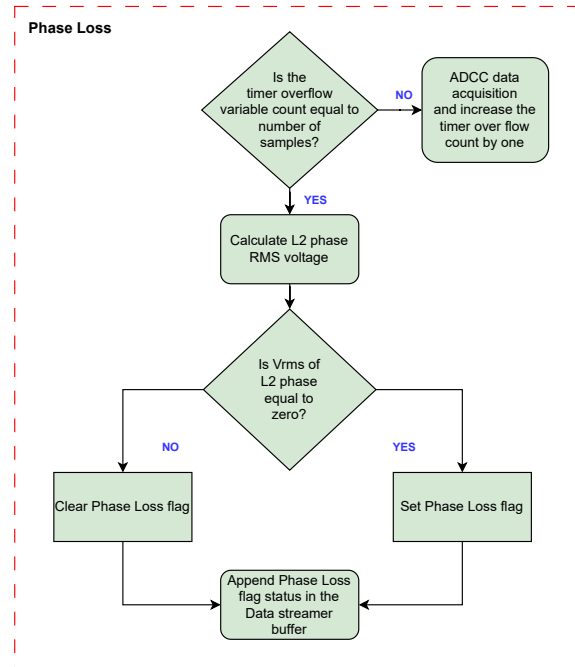 Phase Loss
Is the
timer overflow
variable count equal to
number of
samples?
NO
ADCC data
acquisition
and increase the
timer over flow
count by one
YES
Calculate L2 phase
RMS voltage
Is Vrms of
L2 phase
equal to
zero?
NO
YES
Clear Phase Loss flag
Set Phase Loss flag
Append Phase Loss
flag status in the
Data streamer
buffer